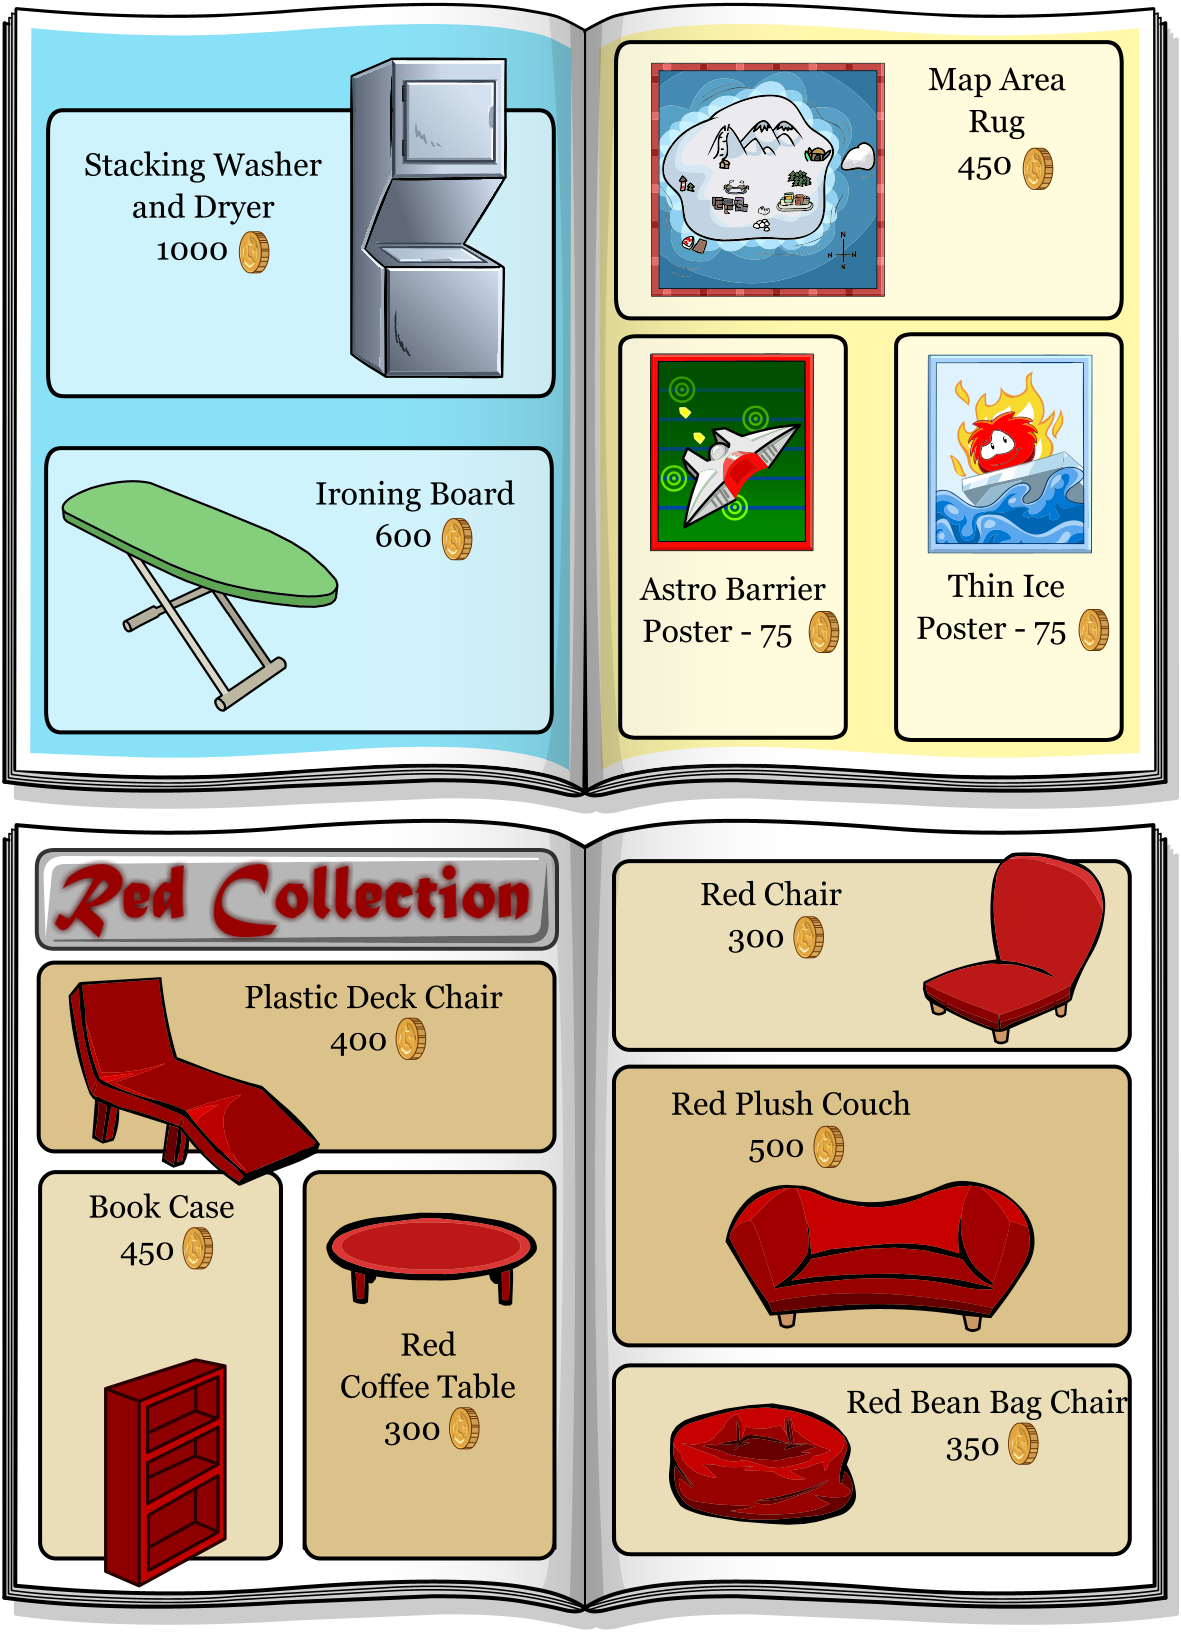 Stacking Washer
and Dryer
1000
Ironing Board
600
Map Area
Rug
450
N
N
N
N
Astro Barrier
Poster - 75
Thin Ice
Poster - 75
Red Collection
Plastic Deck Chair
400
Book Case
450
Red
Coffee Table
300
Red Chair
300
Red Plush Couch
500
Red Bean Bag Chair
350